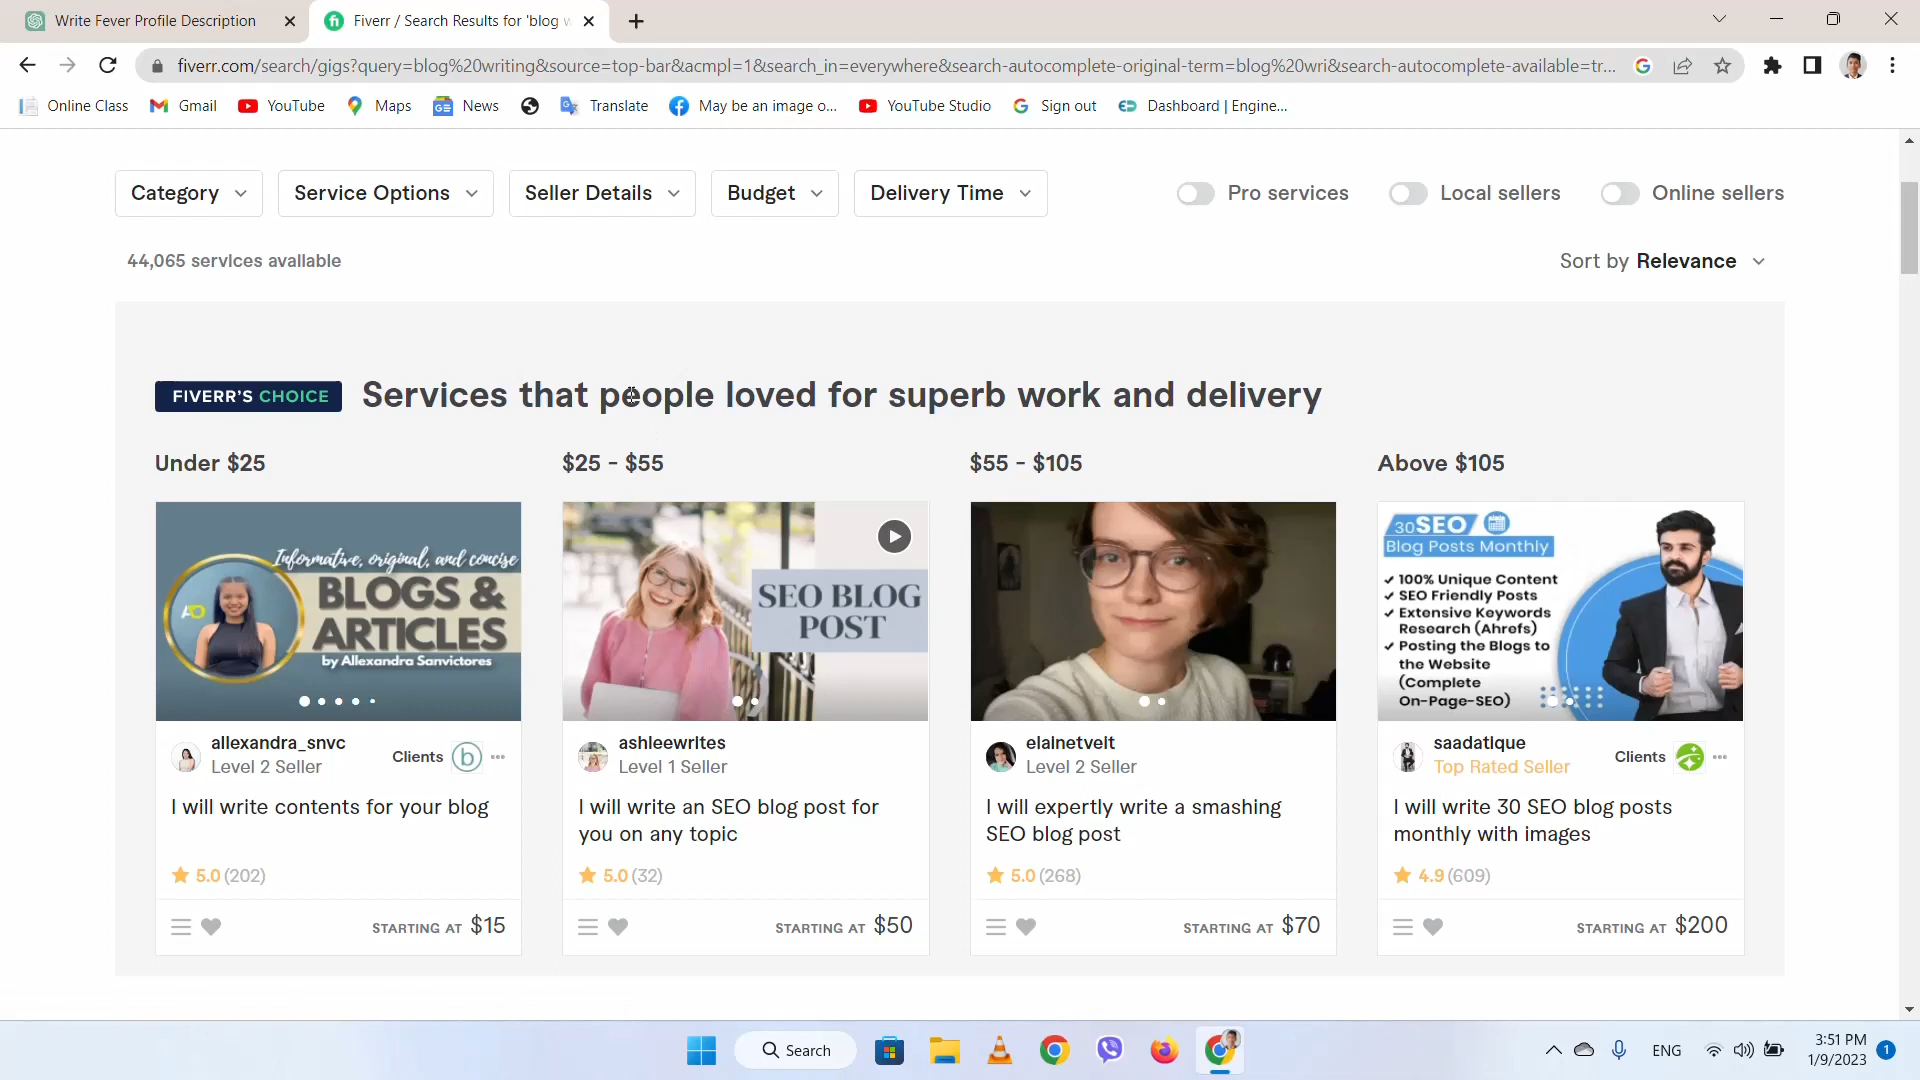 Write Fever Profile Description
Fiverr / Search Results for 'blog w
fiverr.com/search/gigs?query=blog%20writing&source=top-bar&acmpl=1&search_in=everywhere&search-autocomplete-original-term=blog%20wri&search-autocomplete-available=tr...
Online Class
Gmail
YouTube
Maps
News
Translate
May be an image o...
YouTube Studio
Sign out
Dashboard | Engine...
Category
Service Options
Seller Details
Budget
Delivery Time
Pro services
Local sellers
Online sellers
44,065 services available
Sort by Relevance
FIVERR'S CHOICE
Services that people loved for superb work and delivery
Under $25
$25 - $55
$55 - $105
Above $105
Informative, original, and concise
BLOGS &
ARTICLES
by Allexandra Sanvictores
AO
allexandra_snvc
Level 2 Seller
Clients
b
I will write contents for your blog
5.0 (202)
STARTING AT $15
SEO BLOG
POST
ashleewrites
Level 1 Seller
I will write an SEO blog post for
you on any topic
5.0 (32)
STARTING AT $50
elainetveit
Level 2 Seller
I will expertly write a smashing
SEO blog post
5.0 (268)
STARTING AT $70
30 SEO
Blog Posts Monthly
100% Unique Content
SEO Friendly Posts
Extensive Keywords
Research (Ahrefs)
Posting the Blogs to
the Website
(Complete
On-Page-SEO)
saadatique
Top Rated Seller
Clients
I will write 30 SEO blog posts
monthly with images
4.9 (609)
STARTING AT $200
Search
ENG
3:51 PM
1/9/2023
1